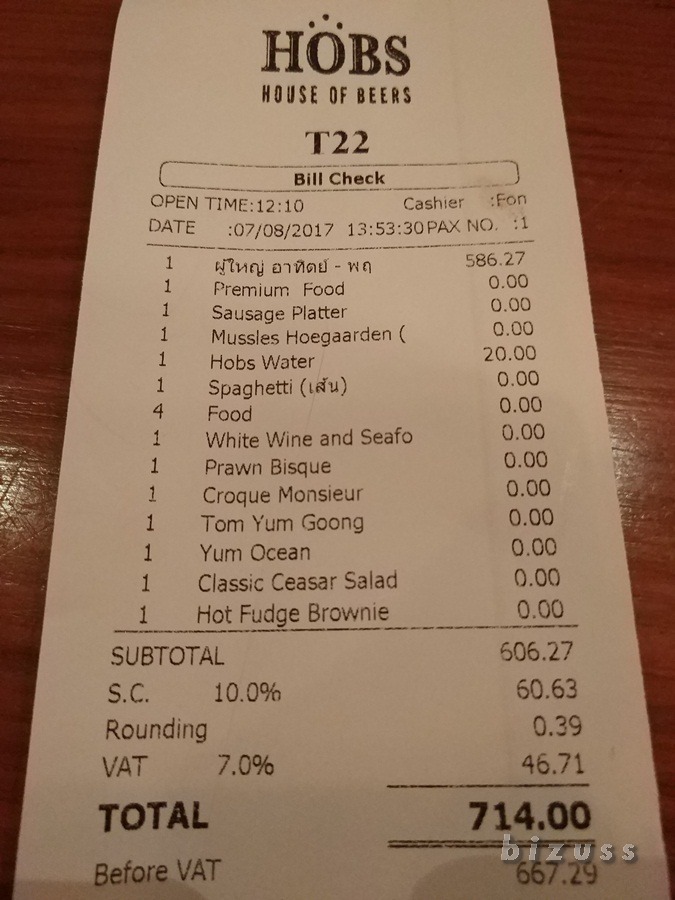 HOBS
HOUSE OF BEERS
T22
Bill Check
OPEN TIME:12:10 Cashier :Fon
DATE :07/08/2017 13:53:30 PAX NO. :1
1 ผู้ใหญ่ อาทิตย์ - พฤ 586.27
1 Premium Food 0.00
1 Sausage Platter 0.00
1 Mussles Hoegaarden ( 0.00
1 Hobs Water 20.00
1 Spaghetti (เส้น) 0.00
4 Food 0.00
1 White Wine and Seafo 0.00
1 Prawn Bisque 0.00
1 Croque Monsieur 0.00
1 Tom Yum Goong 0.00
1 Yum Ocean 0.00
1 Classic Ceasar Salad 0.00
1 Hot Fudge Brownie 0.00
SUBTOTAL 606.27
S.C. 10.0% 60.63
Rounding 0.39
VAT 7.0% 46.71
TOTAL 714.00
bizuss
Before VAT 667.29